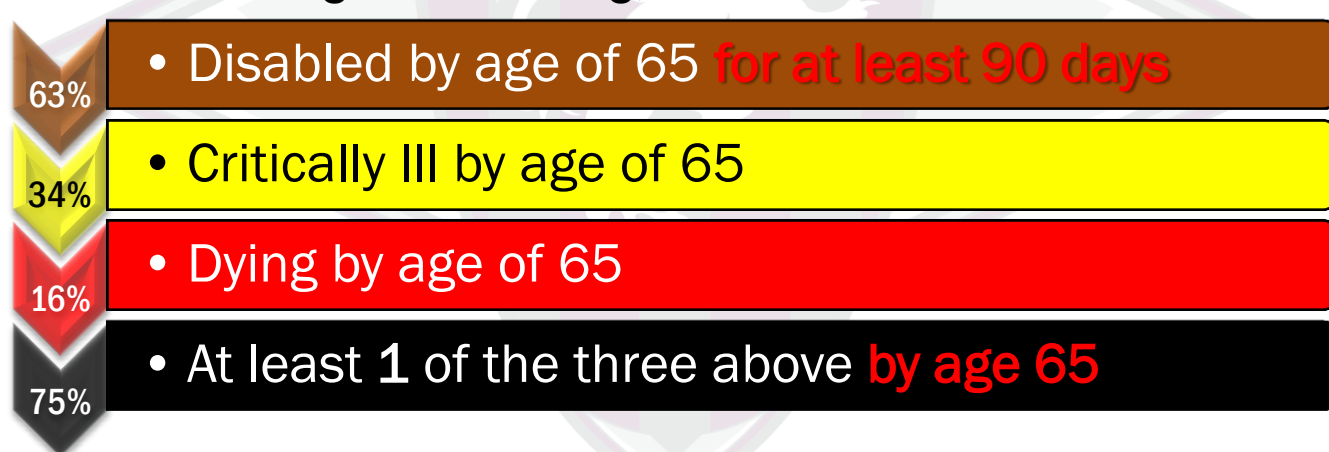 63% • Disabled by age of 65 for at least 90 days
34% • Critically Ill by age of 65
16% • Dying by age of 65
75% • At least 1 of the three above by age 65